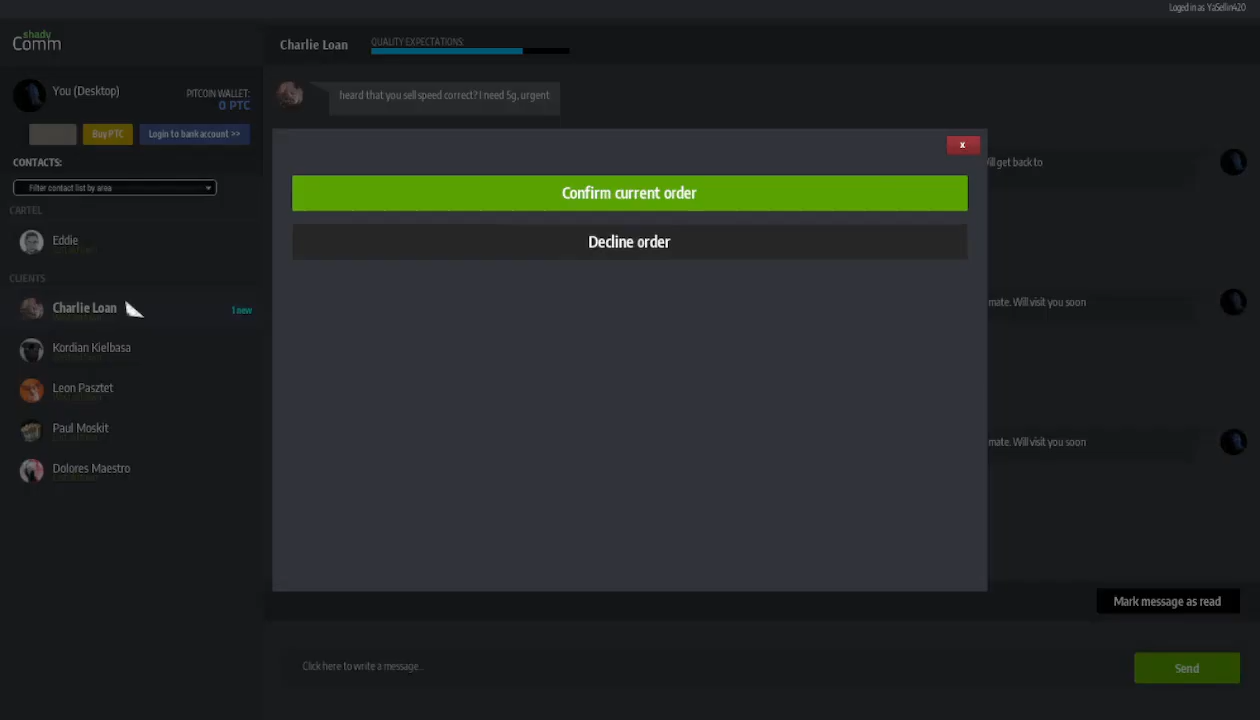 Loged in as YaSellin420
shady
Comm
Charlie Loan
QUALITY EXPECTATIONS:
You (Desktop)
PITCOIN WALLET:
0 PTC
heard that you sell speed correct? I need 5g, urgent
Buy PTC
Login to bank account >>
x
CONTACTS:
will get back to
Filter contact list by area
Confirm current order
CARTEL
Eddie
Decline order
CLIENTS
Charlie Loan
1 new
mate. Will visit you soon
Kordian Kielbasa
Leon Pasztet
Paul Moskit
mate. Will visit you soon
Dolores Maestro
Mark message as read
Click here to write a message...
Send